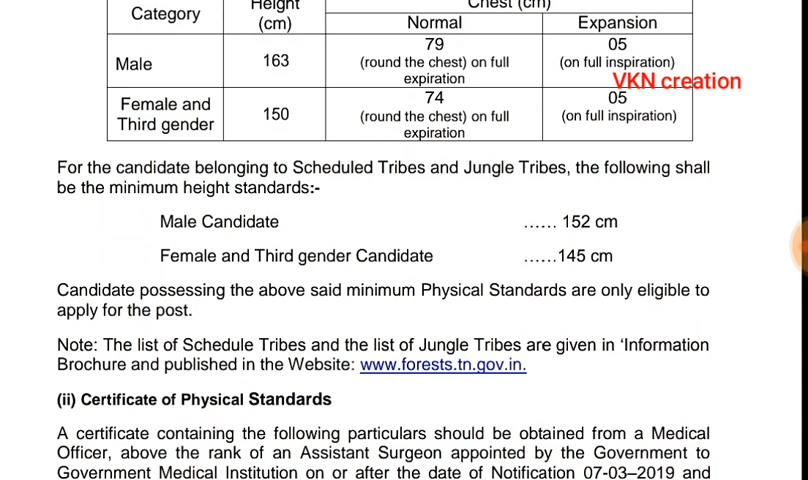 Category
Height
(cm)
Chest (cm)
Normal
Expansion
Male
163
79
(round the chest) on full
expiration
05
(on full inspiration)
VKN creation
Female and
Third gender
150
74
(round the chest) on full
expiration
05
(on full inspiration)
For the candidate belonging to Scheduled Tribes and Jungle Tribes, the following shall
be the minimum height standards:-
Male Candidate ...... 152 cm
Female and Third gender Candidate ......145 cm
Candidate possessing the above said minimum Physical Standards are only eligible to
apply for the post.
Note: The list of Schedule Tribes and the list of Jungle Tribes are given in ‘Information
Brochure and published in the Website: www.forests.tn.gov.in.
(ii) Certificate of Physical Standards
A certificate containing the following particulars should be obtained from a Medical
Officer, above the rank of an Assistant Surgeon appointed by the Government to
Government Medical Institution on or after the date of Notification 07-03–2019 and